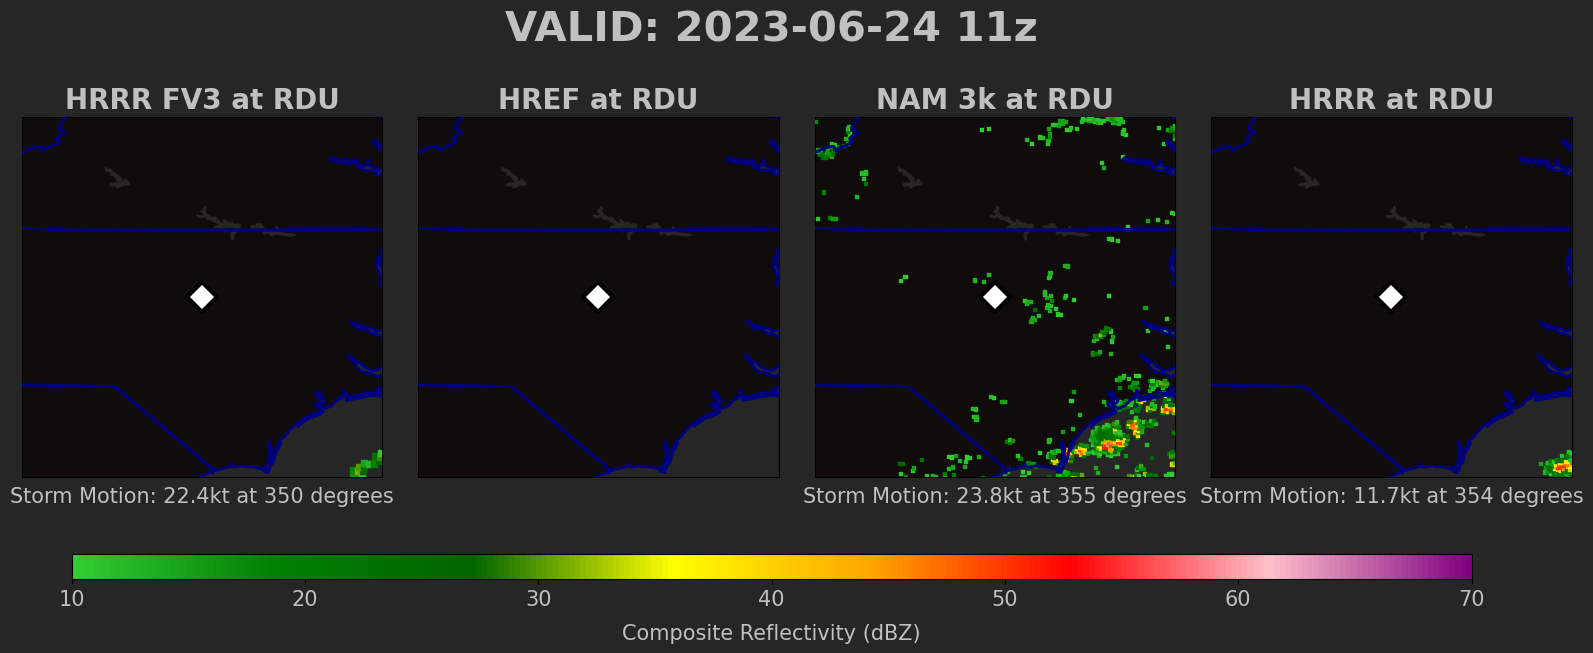 VALID: 2023-06-24 11z
HRRR FV3 at RDU
HREF at RDU
NAM 3k at RDU
HRRR at RDU
Storm Motion: 22.4kt at 350 degrees
Storm Motion: 23.8kt at 355 degrees
Storm Motion: 11.7kt at 354 degrees
10 20 30 40 50 60 70
Composite Reflectivity (dBZ)